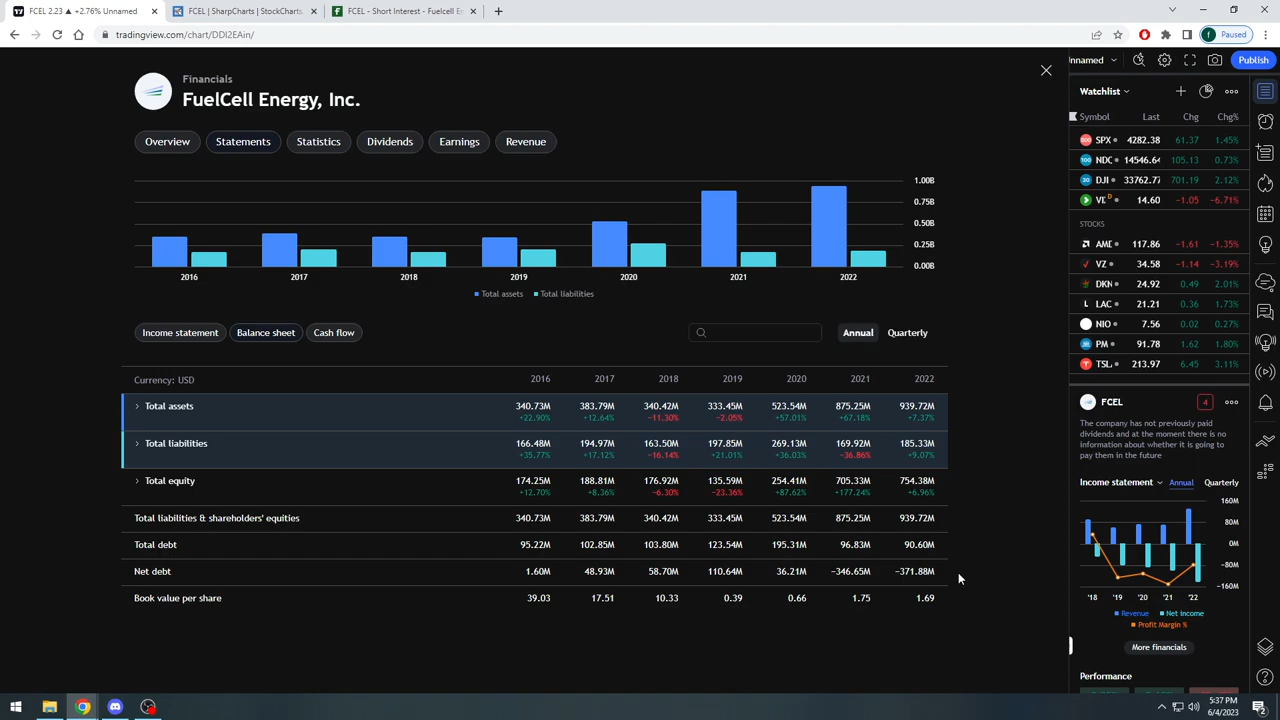 FCEL 2.23 ▲ +2.76% Unnamed
FCEL | SharpCharts | StockCharts.
FCEL - Short Interest - Fuelcell E
tradingview.com/chart/DDI2EAin/
Paused
Financials
FuelCell Energy, Inc.
Overview Statements Statistics Dividends Earnings Revenue
1.00B
0.75B
0.50B
0.25B
0.00B
2016 2017 2018 2019 2020 2021 2022
Total assets Total liabilities
Income statement Balance sheet Cash flow Annual Quarterly
Currency: USD 2016 2017 2018 2019 2020 2021 2022
Total assets 340.73M 383.79M 340.42M 333.45M 523.54M 875.25M 939.72M
+22.90% +12.64% −11.30% −2.05% +57.01% +67.18% +7.37%
Total liabilities 166.48M 194.97M 163.50M 197.85M 269.13M 169.92M 185.33M
+35.77% +17.12% −16.14% +21.01% +36.03% −36.86% +9.07%
Total equity 174.25M 188.81M 176.92M 135.59M 254.41M 705.33M 754.38M
+12.70% +8.36% −6.30% −23.36% +87.62% +177.24% +6.96%
Total liabilities & shareholders' equities 340.73M 383.79M 340.42M 333.45M 523.54M 875.25M 939.72M
Total debt 95.22M 102.85M 103.80M 123.54M 195.31M 96.83M 90.60M
Net debt 1.60M 48.93M 58.70M 110.64M 36.21M −346.65M −371.88M
Book value per share 39.03 17.51 10.33 0.39 0.66 1.75 1.69
Unnamed Publish
Watchlist
Symbol Last Chg Chg%
SPX 4282.38 61.37 1.45%
NDC 14546.64 105.13 0.73%
DJI 33762.77 701.19 2.12%
VI D 14.60 −1.05 −6.71%
STOCKS
AME 117.86 −1.61 −1.35%
VZ 34.58 −1.14 −3.19%
DKN 24.92 0.49 2.01%
LAC 21.21 0.36 1.73%
NIO 7.56 0.02 0.27%
PM 91.78 1.62 1.80%
TSL 213.97 6.45 3.11%
FCEL 4
The company has not previously paid
dividends and at the moment there is no
information about whether it is going to
pay them in the future
Income statement Annual Quarterly
160M
80M
0M
−80M
−160M
'18 '19 '20 '21 '22
Revenue Net income
Profit Margin %
More financials
Performance
5:37 PM
6/4/2023
2